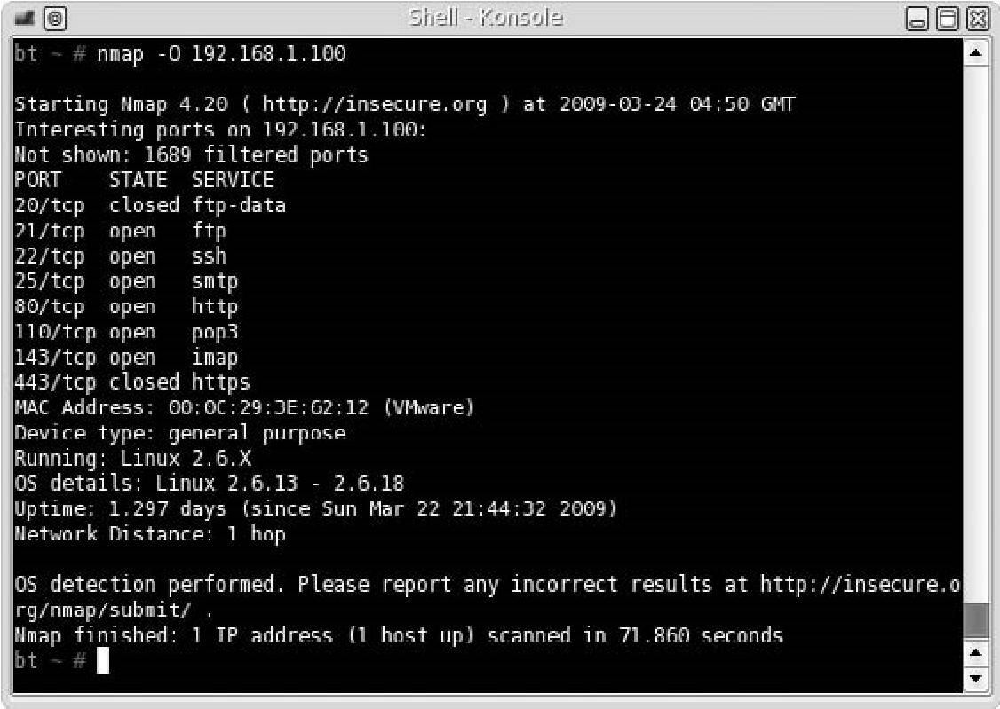 Shell - Konsole
bt ~ # nmap -O 192.168.1.100
Starting Nmap 4.20 ( http://insecure.org ) at 2009-03-24 04:50 GMT
Interesting ports on 192.168.1.100:
Not shown: 1689 filtered ports
PORT STATE SERVICE
20/tcp closed ftp-data
21/tcp open ftp
22/tcp open ssh
25/tcp open smtp
80/tcp open http
110/tcp open pop3
143/tcp open imap
443/tcp closed https
MAC Address: 00:0C:29:3E:G2:12 (VMware)
Device type: general purpose
Running: Linux 2.6.X
OS details: Linux 2.6.13 - 2.6.18
Uptime: 1.297 days (since Sun Mar 22 21:44:32 2009)
Network Distance: 1 hop
OS detection performed. Please report any incorrect results at http://insecure.o
rg/nmap/submit/ .
Nmap finished: 1 IP address (1 host up) scanned in 71.860 seconds
bt ~ #